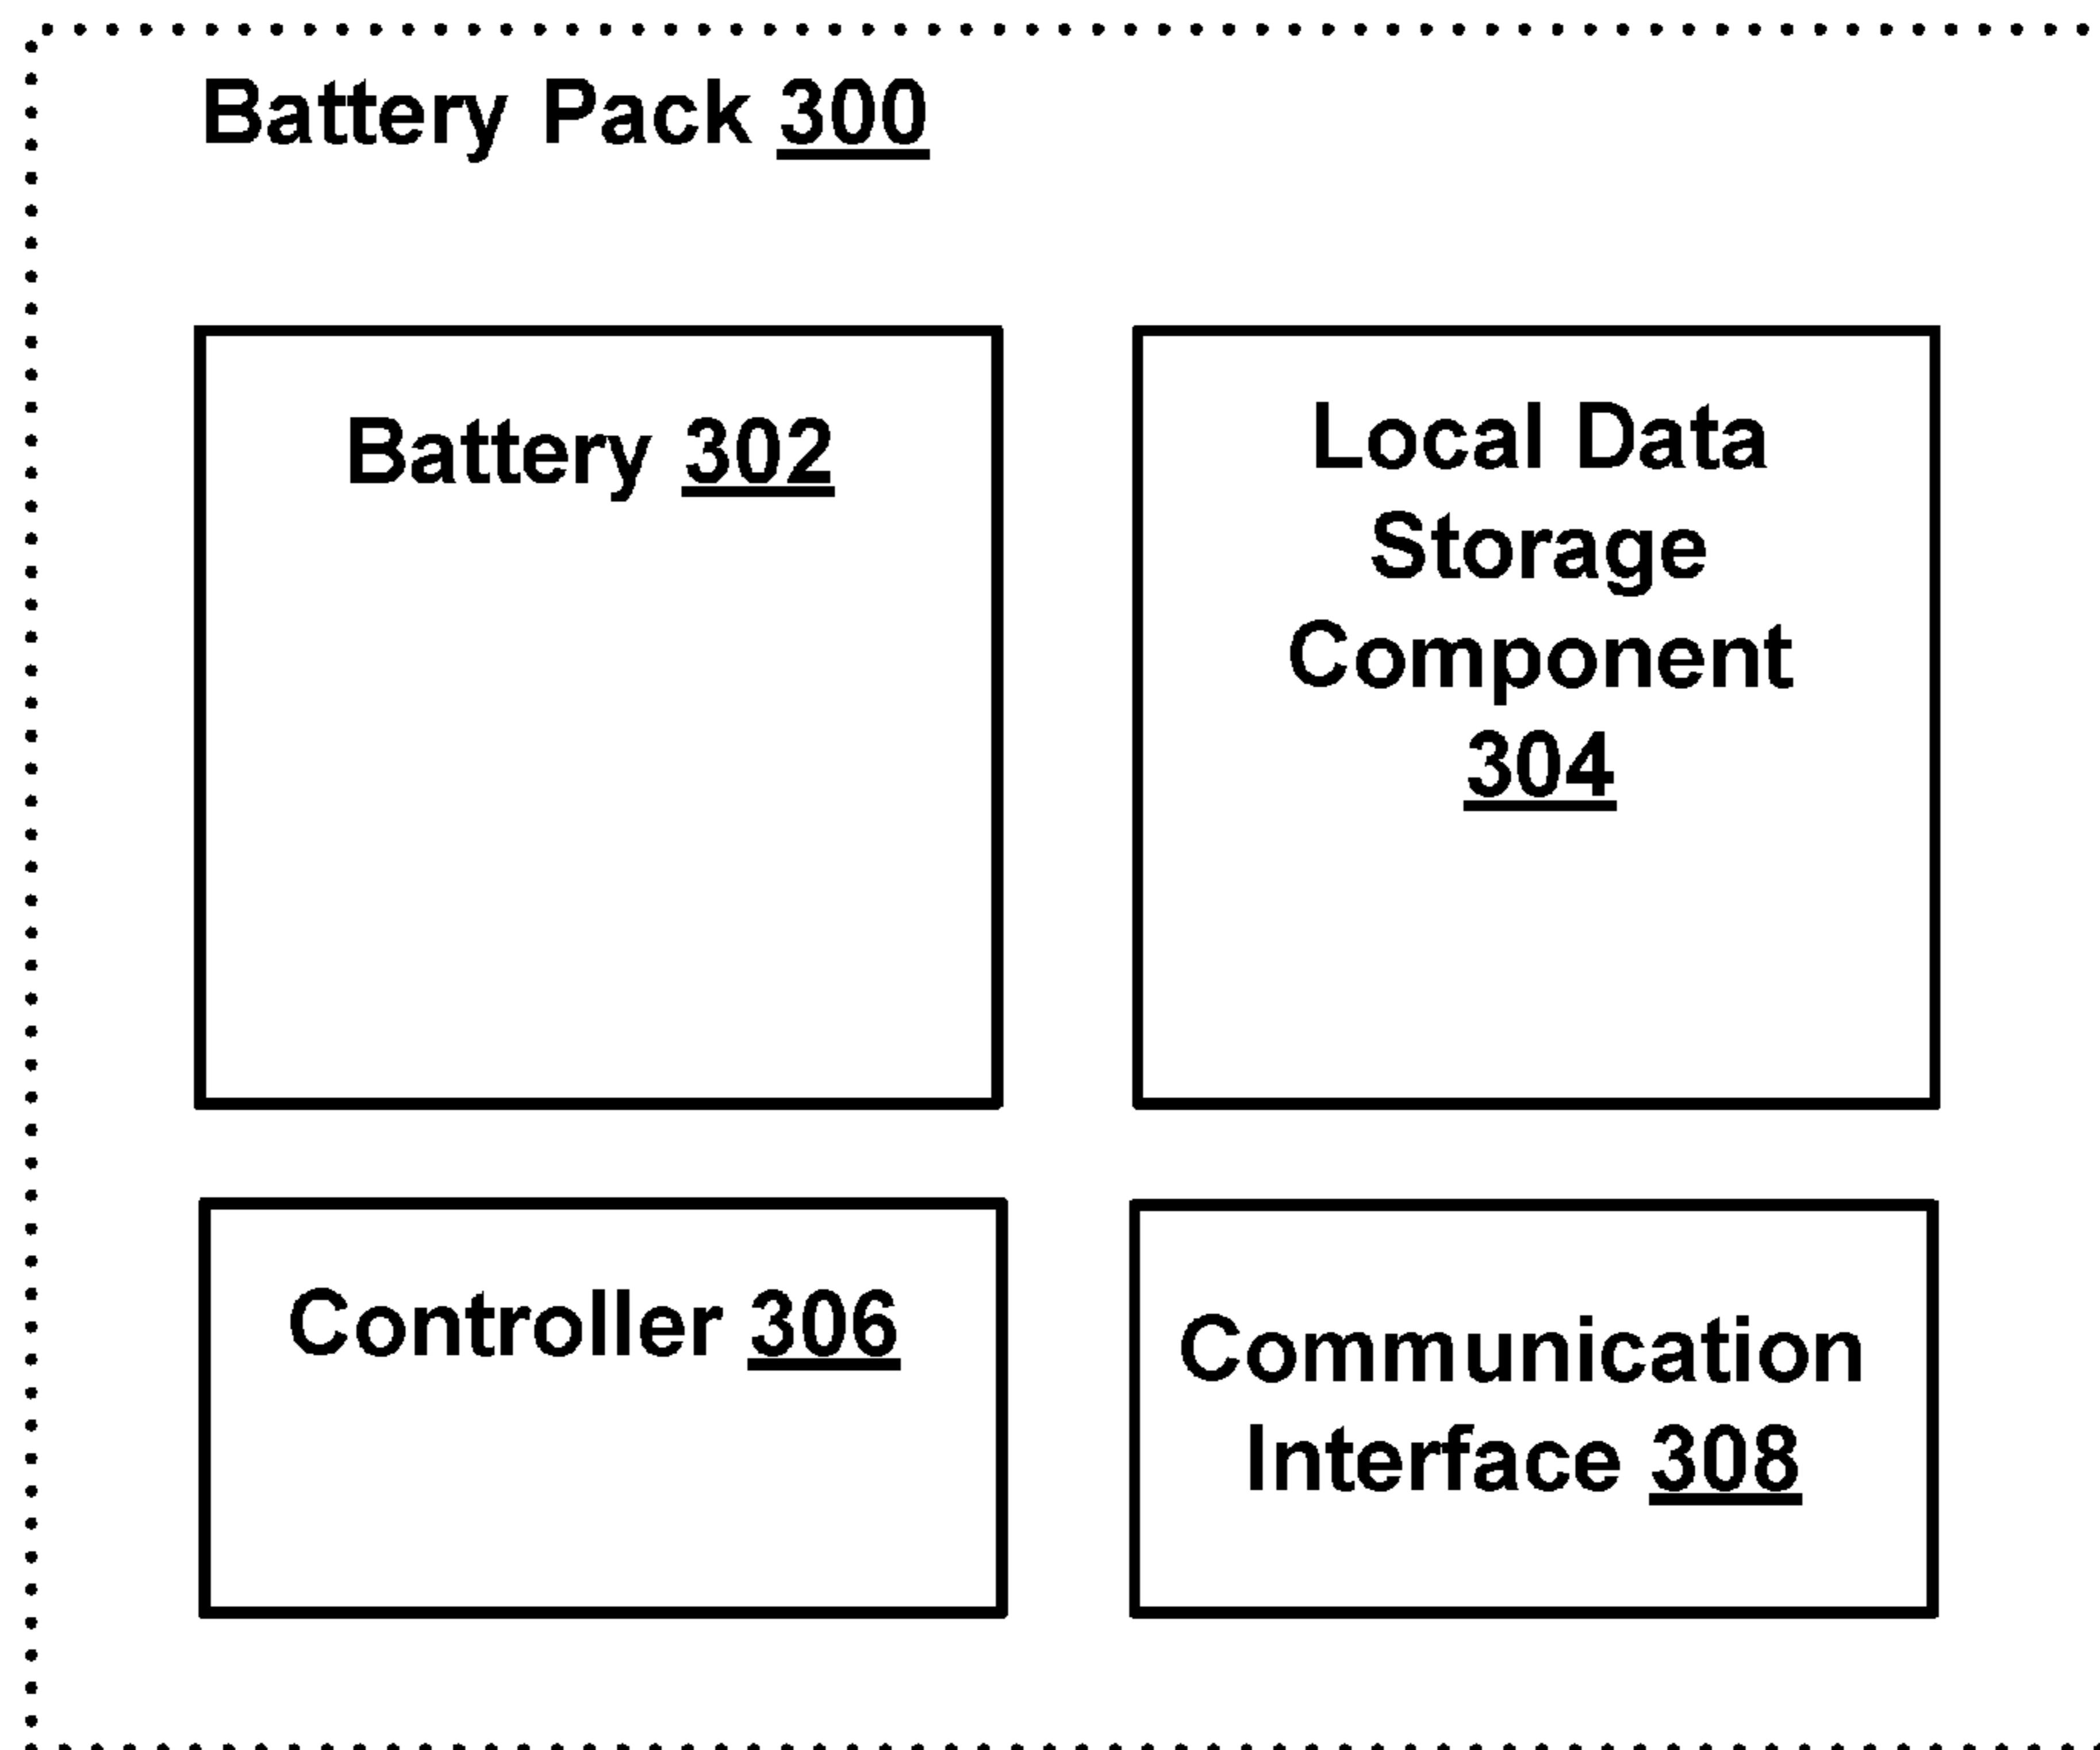 Battery Pack 300
Battery 302
Local Data
Storage
Component
304
Controller 306
Communication
Interface 308